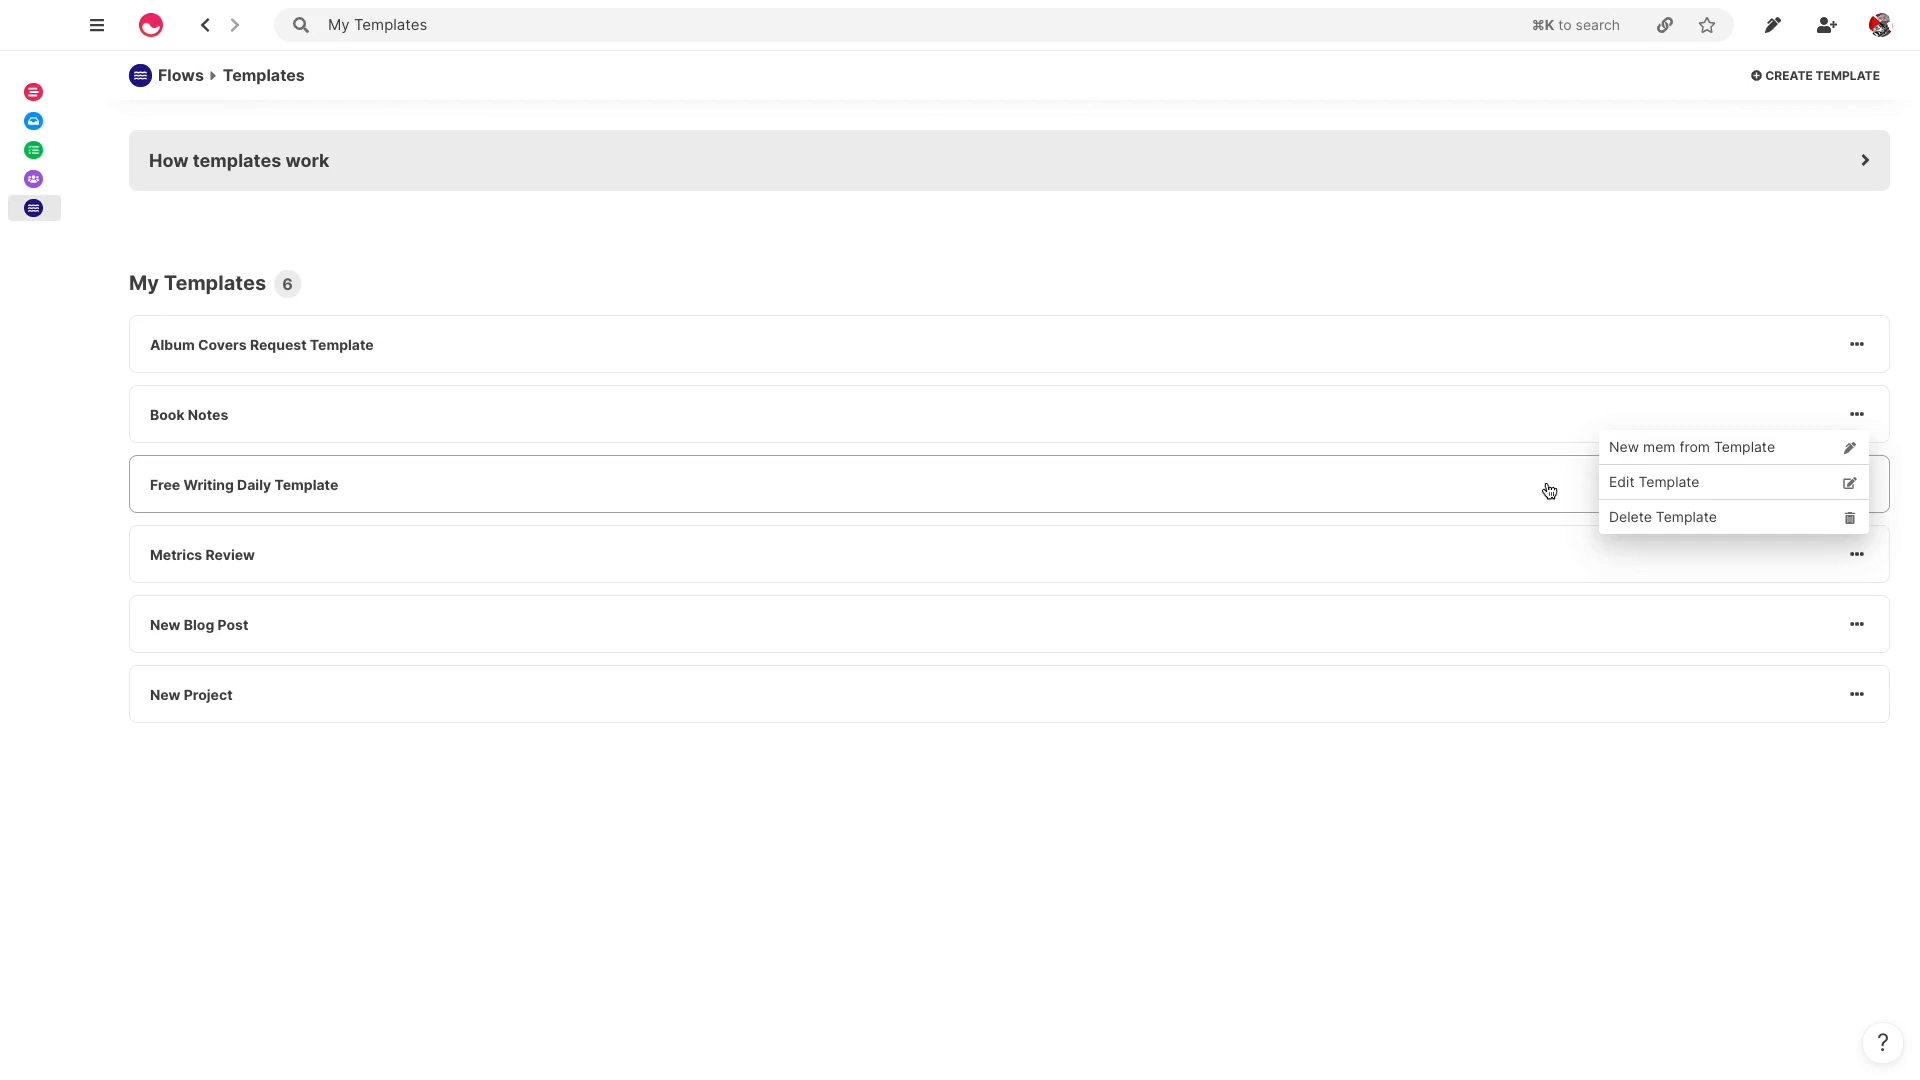 My Templates
⌘K to search
Flows
Templates
CREATE TEMPLATE
How templates work
My Templates 6
Album Covers Request Template
Book Notes
New mem from Template
Edit Template
Delete Template
Free Writing Daily Template
Metrics Review
New Blog Post
New Project
?